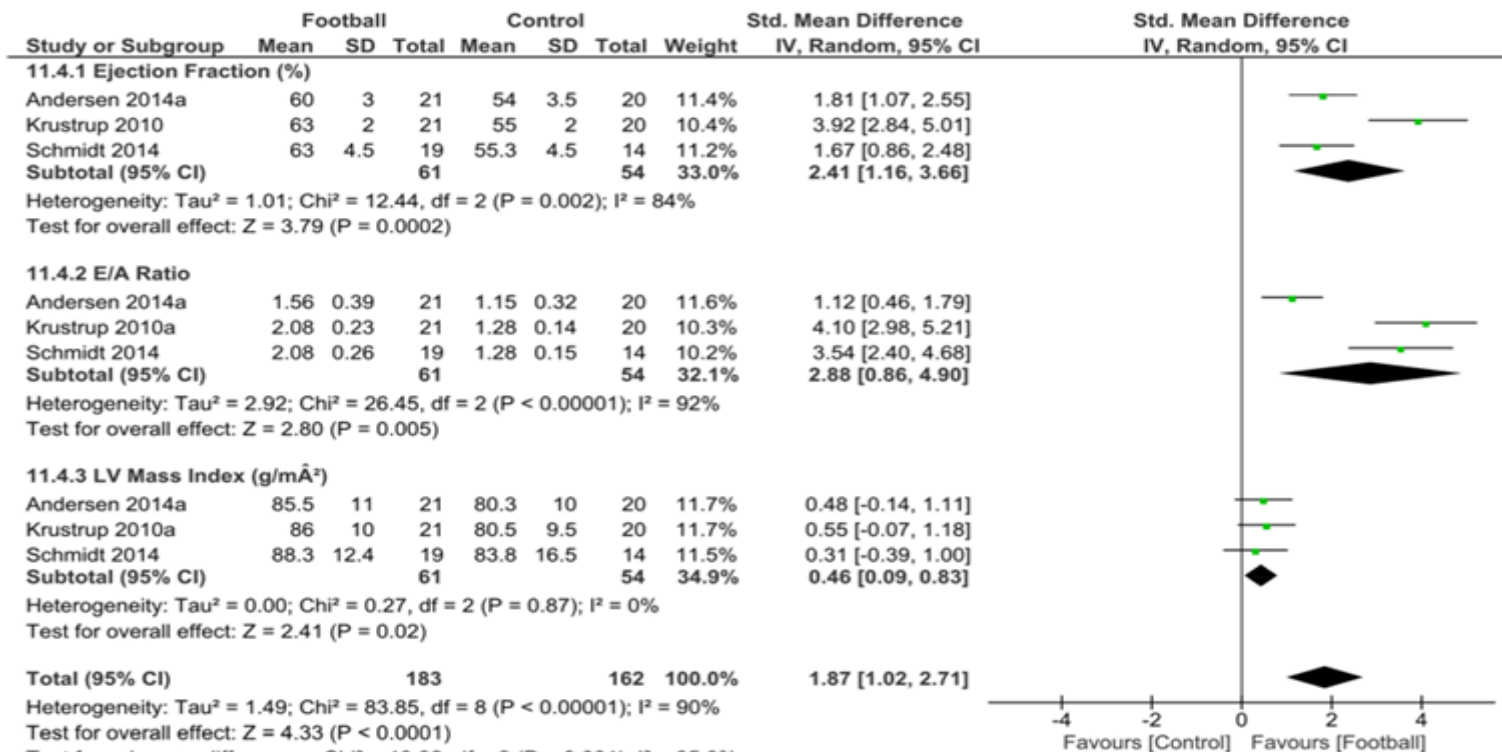 Football Control Std. Mean Difference Std. Mean Difference
Study or Subgroup Mean SD Total Mean SD Total Weight IV, Random, 95% CI IV, Random, 95% CI
11.4.1 Ejection Fraction (%)
Andersen 2014a 60 3 21 54 3.5 20 11.4% 1.81 [1.07, 2.55]
Krustrup 2010 63 2 21 55 2 20 10.4% 3.92 [2.84, 5.01]
Schmidt 2014 63 4.5 19 55.3 4.5 14 11.2% 1.67 [0.86, 2.48]
Subtotal (95% CI) 61 54 33.0% 2.41 [1.16, 3.66]
Heterogeneity: Tau² = 1.01; Chi² = 12.44, df = 2 (P = 0.002); I² = 84%
Test for overall effect: Z = 3.79 (P = 0.0002)
11.4.2 E/A Ratio
Andersen 2014a 1.56 0.39 21 1.15 0.32 20 11.6% 1.12 [0.46, 1.79]
Krustrup 2010a 2.08 0.23 21 1.28 0.14 20 10.3% 4.10 [2.98, 5.21]
Schmidt 2014 2.08 0.26 19 1.28 0.15 14 10.2% 3.54 [2.40, 4.68]
Subtotal (95% CI) 61 54 32.1% 2.88 [0.86, 4.90]
Heterogeneity: Tau² = 2.92; Chi² = 26.45, df = 2 (P < 0.00001); I² = 92%
Test for overall effect: Z = 2.80 (P = 0.005)
11.4.3 LV Mass Index (g/mÂ²)
Andersen 2014a 85.5 11 21 80.3 10 20 11.7% 0.48 [-0.14, 1.11]
Krustrup 2010a 86 10 21 80.5 9.5 20 11.7% 0.55 [-0.07, 1.18]
Schmidt 2014 88.3 12.4 19 83.8 16.5 14 11.5% 0.31 [-0.39, 1.00]
Subtotal (95% CI) 61 54 34.9% 0.46 [0.09, 0.83]
Heterogeneity: Tau² = 0.00; Chi² = 0.27, df = 2 (P = 0.87); I² = 0%
Test for overall effect: Z = 2.41 (P = 0.02)
Total (95% CI) 183 162 100.0% 1.87 [1.02, 2.71]
Heterogeneity: Tau² = 1.49; Chi² = 83.85, df = 8 (P < 0.00001); I² = 90%
Test for overall effect: Z = 4.33 (P < 0.0001)
-4 -2 0 2 4
Favours [Control] Favours [Football]